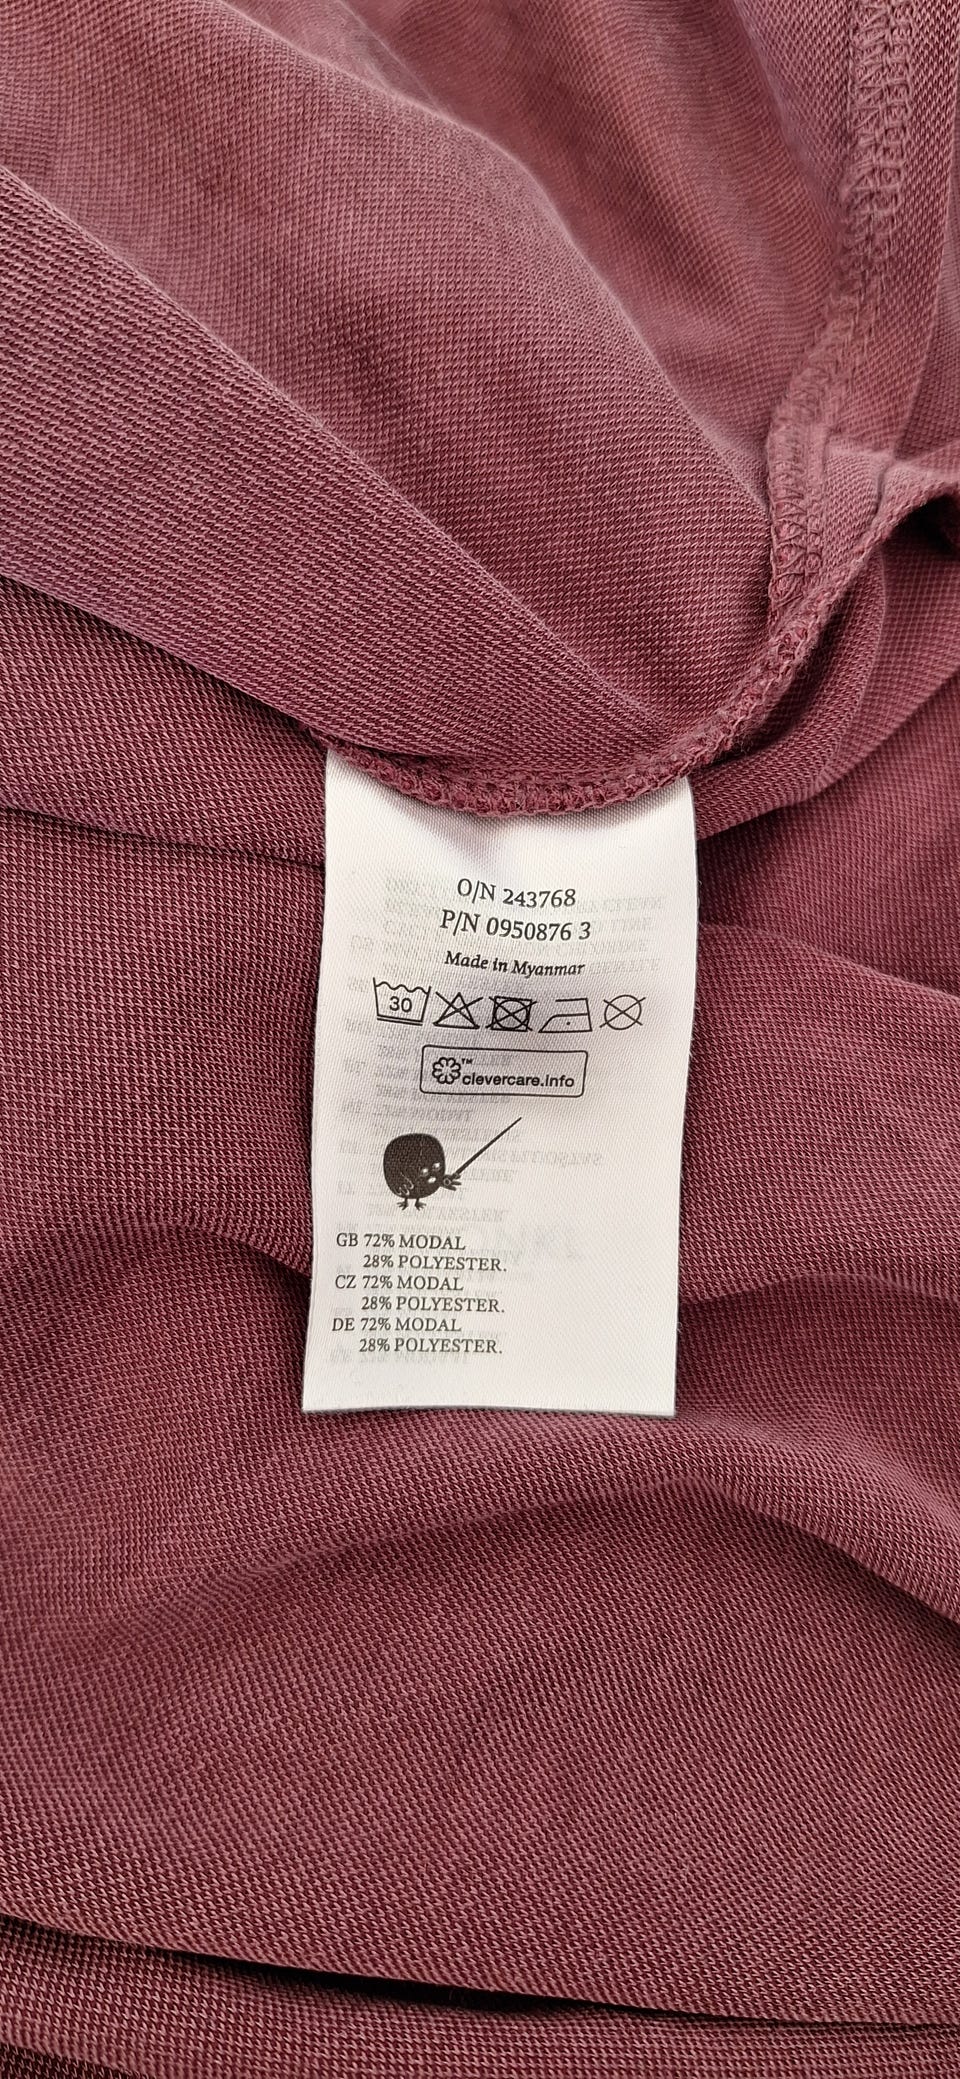 O/N 243768
P/N 0950876 3
Made in Myanmar
30
™
clevercare.info
GB 72% MODAL
28% POLYESTER.
CZ 72% MODAL
28% POLYESTER.
DE 72% MODAL
28% POLYESTER.